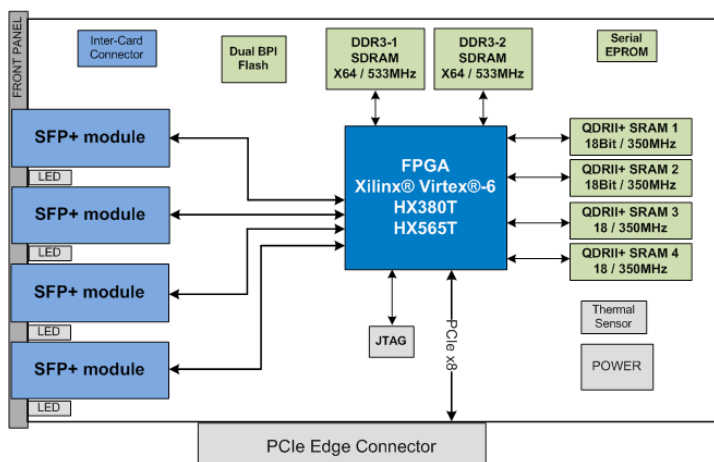 FRONT PANEL
Inter-Card
Connector
Dual BPI
Flash
DDR3-1
SDRAM
X64 / 533MHz
DDR3-2
SDRAM
X64 / 533MHz
Serial
EPROM
SFP+ module
LED
SFP+ module
LED
SFP+ module
LED
SFP+ module
LED
FPGA
Xilinx® Virtex®-6
HX380T
HX565T
QDRII+ SRAM 1
18Bit / 350MHz
QDRII+ SRAM 2
18Bit / 350MHz
QDRII+ SRAM 3
18 / 350MHz
QDRII+ SRAM 4
18 / 350MHz
JTAG
PCIe x8
Thermal
Sensor
POWER
PCIe Edge Connector